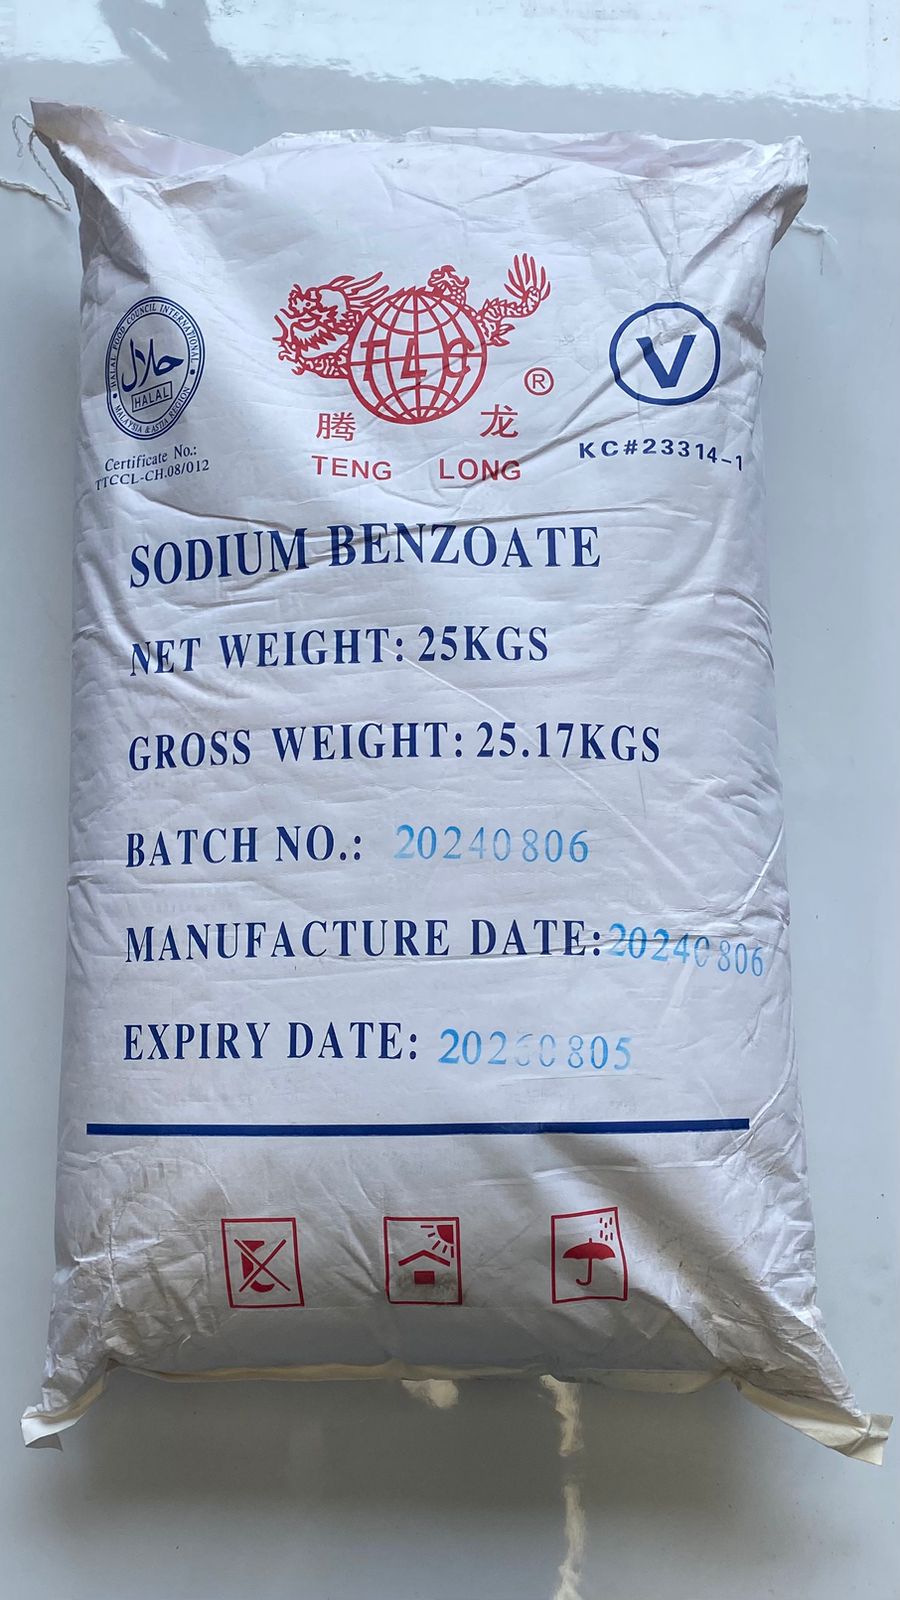 HALAL FOOD COUNCIL INTERNATIONAL
حلال
HALAL
MALAYSIA & ASTIA REGION
Certificate No.:
TTCCL-CH.08/012
TLC
®
腾 龙
TENG LONG
V
KC#23314-1
SODIUM BENZOATE
NET WEIGHT: 25KGS
GROSS WEIGHT: 25.17KGS
BATCH NO.: 20240806
MANUFACTURE DATE: 20240806
EXPIRY DATE: 20260805